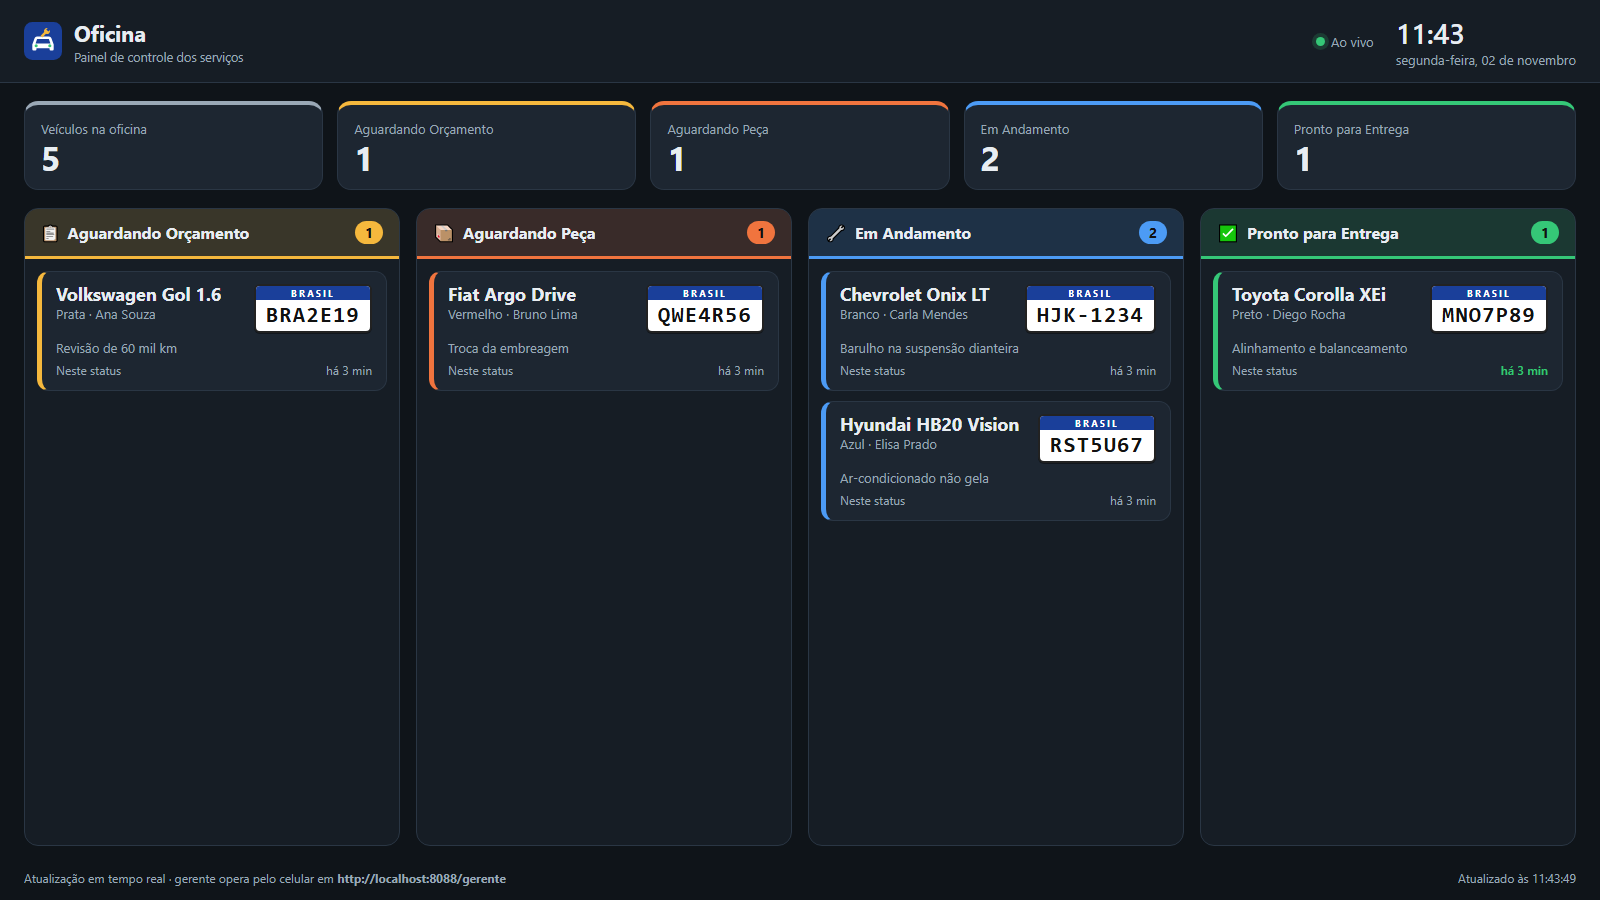 Oficina
Painel de controle dos serviços
Ao vivo
11:43
segunda-feira, 02 de novembro
Veículos na oficina
5
Aguardando Orçamento
1
Aguardando Peça
1
Em Andamento
2
Pronto para Entrega
1
Aguardando Orçamento 1
Volkswagen Gol 1.6
Prata · Ana Souza
BRASIL
BRA2E19
Revisão de 60 mil km
Neste status há 3 min
Aguardando Peça 1
Fiat Argo Drive
Vermelho · Bruno Lima
BRASIL
QWE4R56
Troca da embreagem
Neste status há 3 min
Em Andamento 2
Chevrolet Onix LT
Branco · Carla Mendes
BRASIL
HJK-1234
Barulho na suspensão dianteira
Neste status há 3 min
Hyundai HB20 Vision
Azul · Elisa Prado
BRASIL
RST5U67
Ar-condicionado não gela
Neste status há 3 min
Pronto para Entrega 1
Toyota Corolla XEi
Preto · Diego Rocha
BRASIL
MNO7P89
Alinhamento e balanceamento
Neste status há 3 min
Atualização em tempo real · gerente opera pelo celular em http://localhost:8088/gerente
Atualizado às 11:43:49